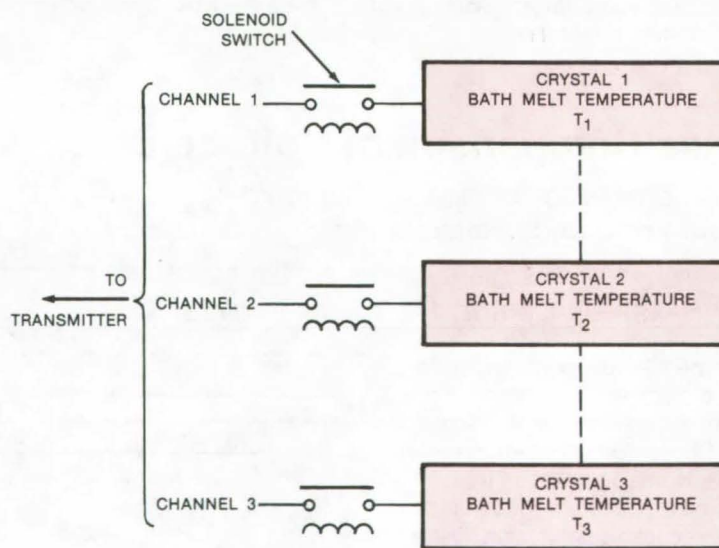 SOLENOID
SWITCH
CHANNEL 1
CRYSTAL 1
BATH MELT TEMPERATURE
T1
TO
TRANSMITTER
CHANNEL 2
CRYSTAL 2
BATH MELT TEMPERATURE
T2
CHANNEL 3
CRYSTAL 3
BATH MELT TEMPERATURE
T3